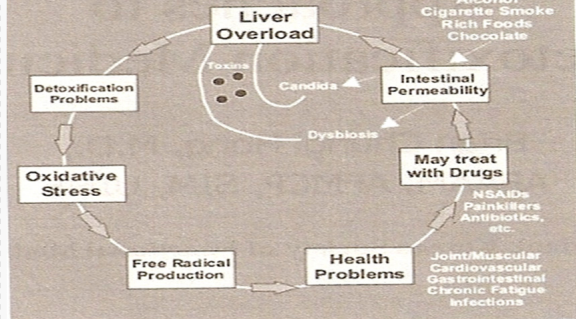 Alcohol
Cigarette Smoke
Rich Foods
Chocolate
Liver
Overload
Toxins
Candida
Dysbiosis
Intestinal
Permeability
Detoxification
Problems
May treat
with Drugs
NSAIDs
Painkillers
Antibiotics,
etc.
Oxidative
Stress
Free Radical
Production
Health
Problems
Joint/Muscular
Cardiovascular
Gastrointestinal
Chronic Fatigue
Infections